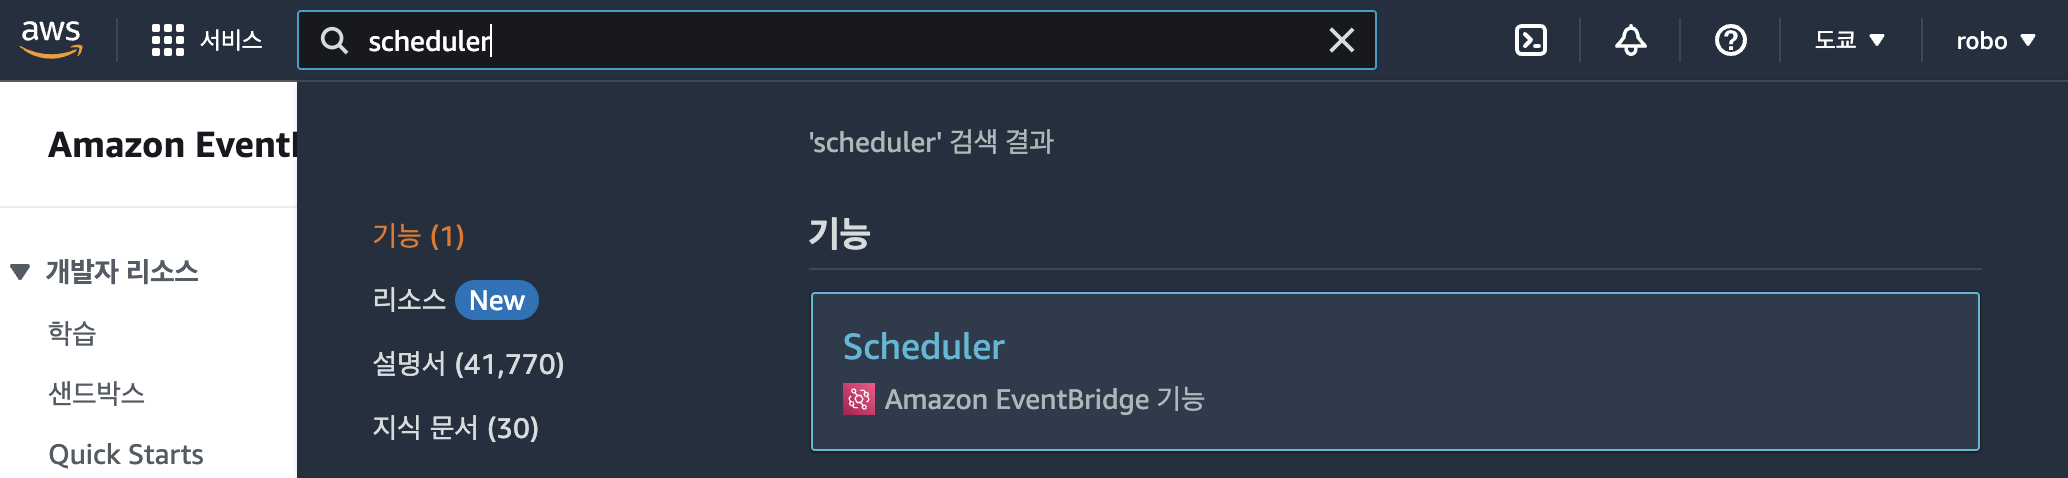 aws
서비스
scheduler
도쿄
robo
Amazon Event
'scheduler' 검색 결과
기능 (1)
리소스 New
설명서 (41,770)
지식 문서 (30)
기능
Scheduler
Amazon EventBridge 기능
개발자 리소스
학습
샌드박스
Quick Starts